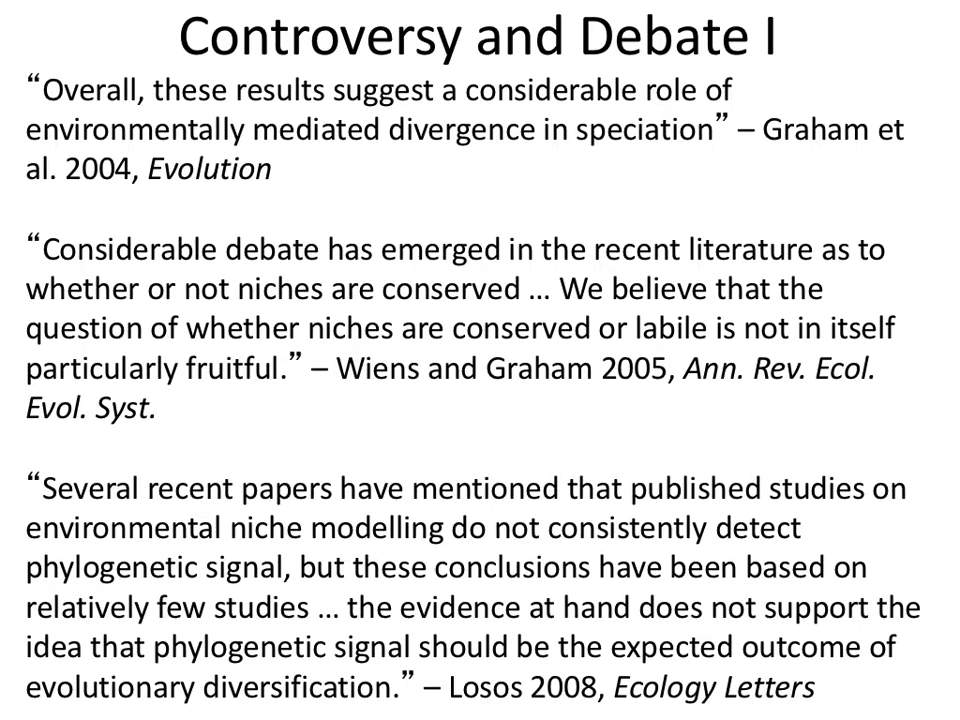 Controversy and Debate I
“Overall, these results suggest a considerable role of
environmentally mediated divergence in speciation” – Graham et
al. 2004, Evolution
“Considerable debate has emerged in the recent literature as to
whether or not niches are conserved … We believe that the
question of whether niches are conserved or labile is not in itself
particularly fruitful.” – Wiens and Graham 2005, Ann. Rev. Ecol.
Evol. Syst.
“Several recent papers have mentioned that published studies on
environmental niche modelling do not consistently detect
phylogenetic signal, but these conclusions have been based on
relatively few studies … the evidence at hand does not support the
idea that phylogenetic signal should be the expected outcome of
evolutionary diversification.” – Losos 2008, Ecology Letters